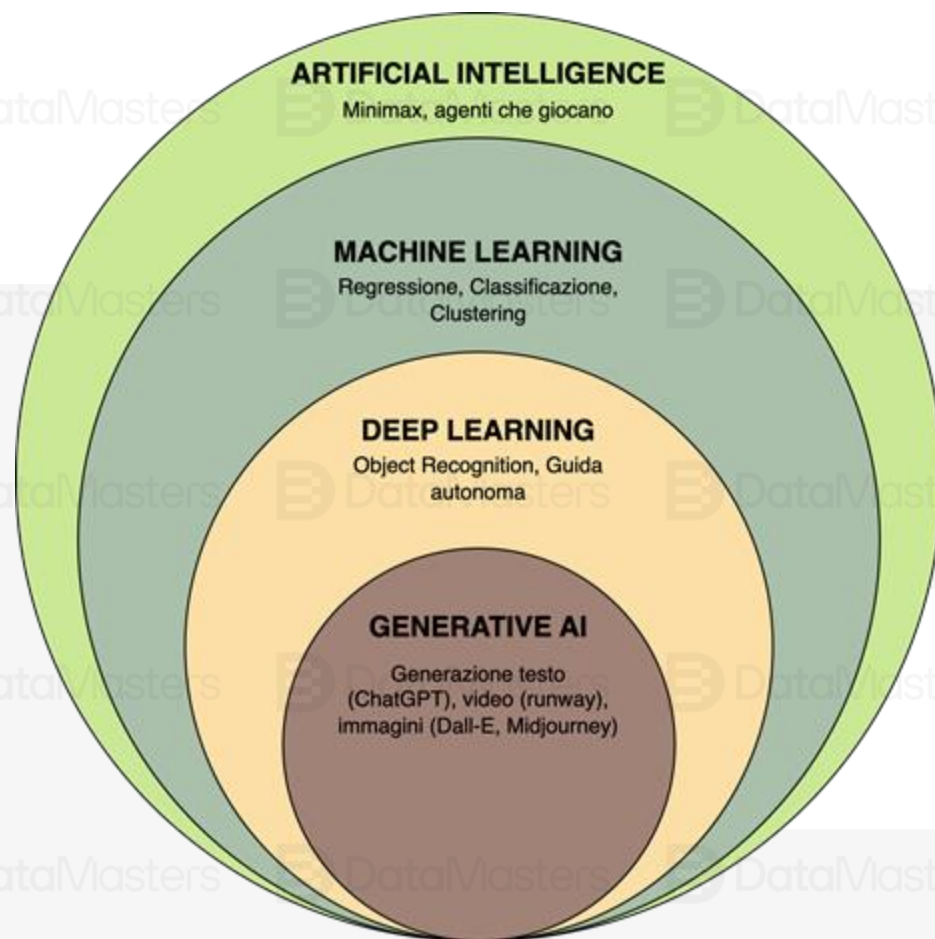 ARTIFICIAL INTELLIGENCE
Minimax, agenti che giocano
MACHINE LEARNING
Regressione, Classificazione,
Clustering
DEEP LEARNING
Object Recognition, Guida
autonoma
GENERATIVE AI
Generazione testo
(ChatGPT), video (runway),
immagini (Dall-E, Midjourney)
DataMasters